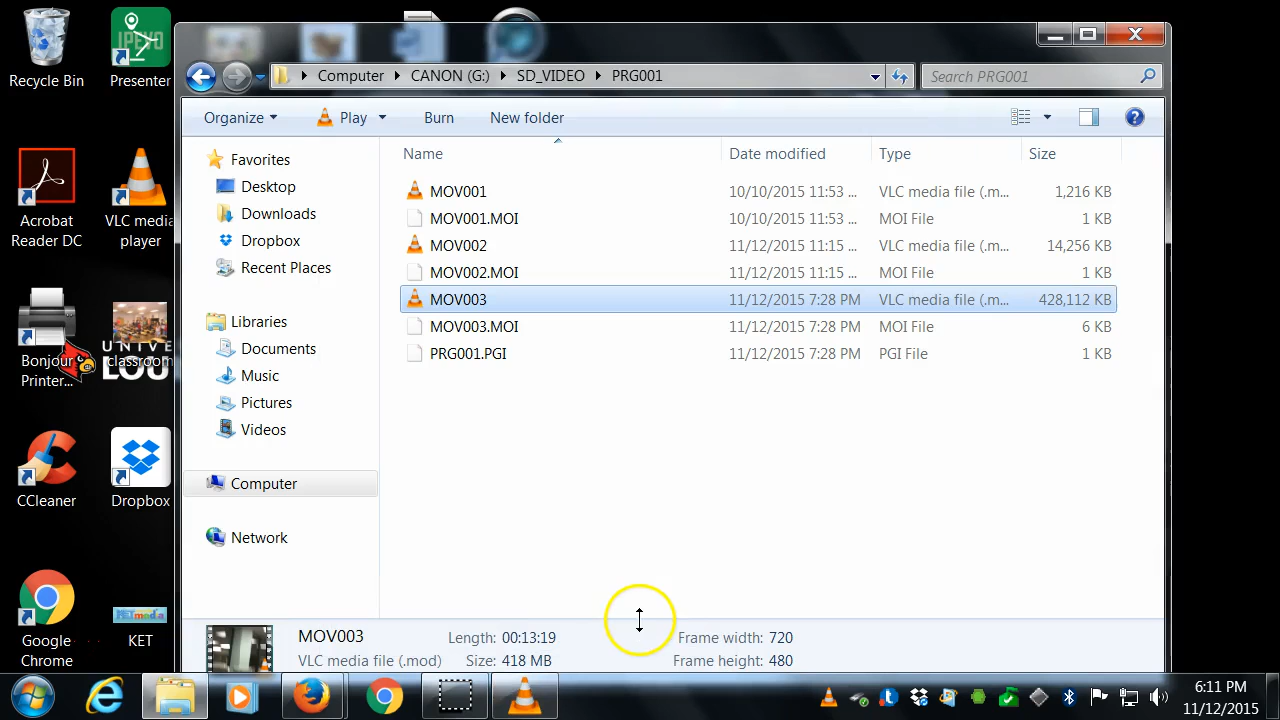 Recycle Bin
IPEVO
Presenter
Acrobat
Reader DC
VLC media
player
Bonjour
Printer...
UNIVE
LOU
classroom
CCleaner
Dropbox
Google
Chrome
KETmedia
KET
Computer
CANON (G:)
SD_VIDEO
PRG001
Search PRG001
Organize
Play
Burn
New folder
Favorites
Desktop
Downloads
Dropbox
Recent Places
Libraries
Documents
Music
Pictures
Videos
Computer
Network
Name Date modified Type Size
MOV001 10/10/2015 11:53 ... VLC media file (.m... 1,216 KB
MOV001.MOI 10/10/2015 11:53 ... MOI File 1 KB
MOV002 11/12/2015 11:15 ... VLC media file (.m... 14,256 KB
MOV002.MOI 11/12/2015 11:15 ... MOI File 1 KB
MOV003 11/12/2015 7:28 PM VLC media file (.m... 428,112 KB
MOV003.MOI 11/12/2015 7:28 PM MOI File 6 KB
PRG001.PGI 11/12/2015 7:28 PM PGI File 1 KB
MOV003 Length: 00:13:19 Frame width: 720
VLC media file (.mod) Size: 418 MB Frame height: 480
6:11 PM
11/12/2015